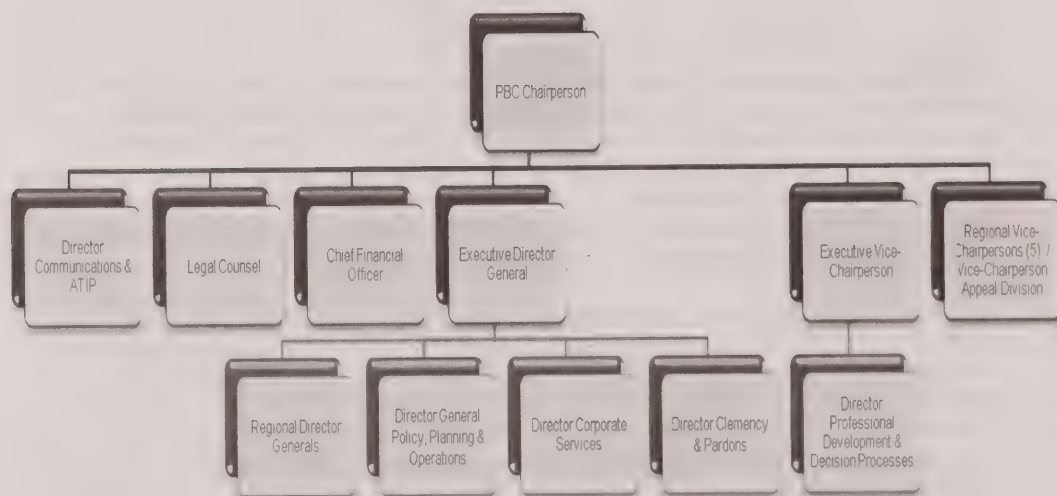 PBC Chairperson
Director
Communications &
ATIP
Legal Counsel
Chief Financial
Officer
Executive Director
General
Executive Vice-
Chairperson
Regional Vice-
Chairpersons (5) /
Vice-Chairperson
Appeal Division
Regional Director
Generals
Director General
Policy, Planning &
Operations
Director Corporate
Services
Director Clemency
& Pardons
Director
Professional
Development &
Decision Processes